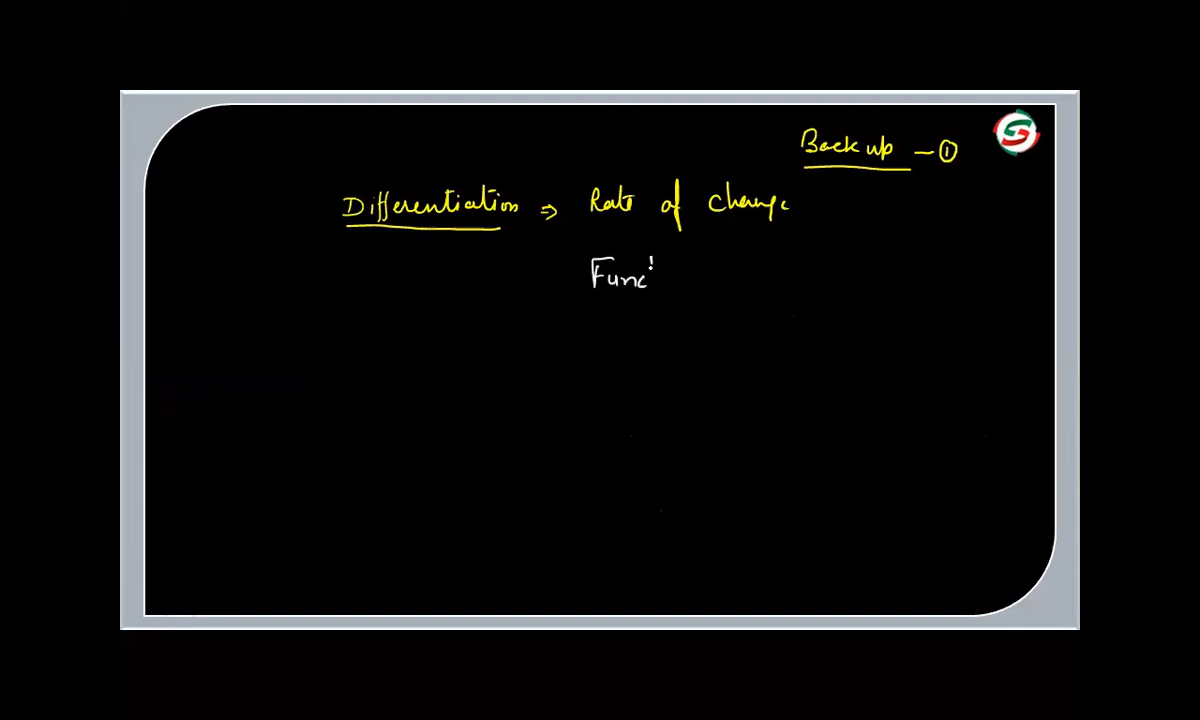 Back up - ①
Differentiation ⇒ Rate of change
Func